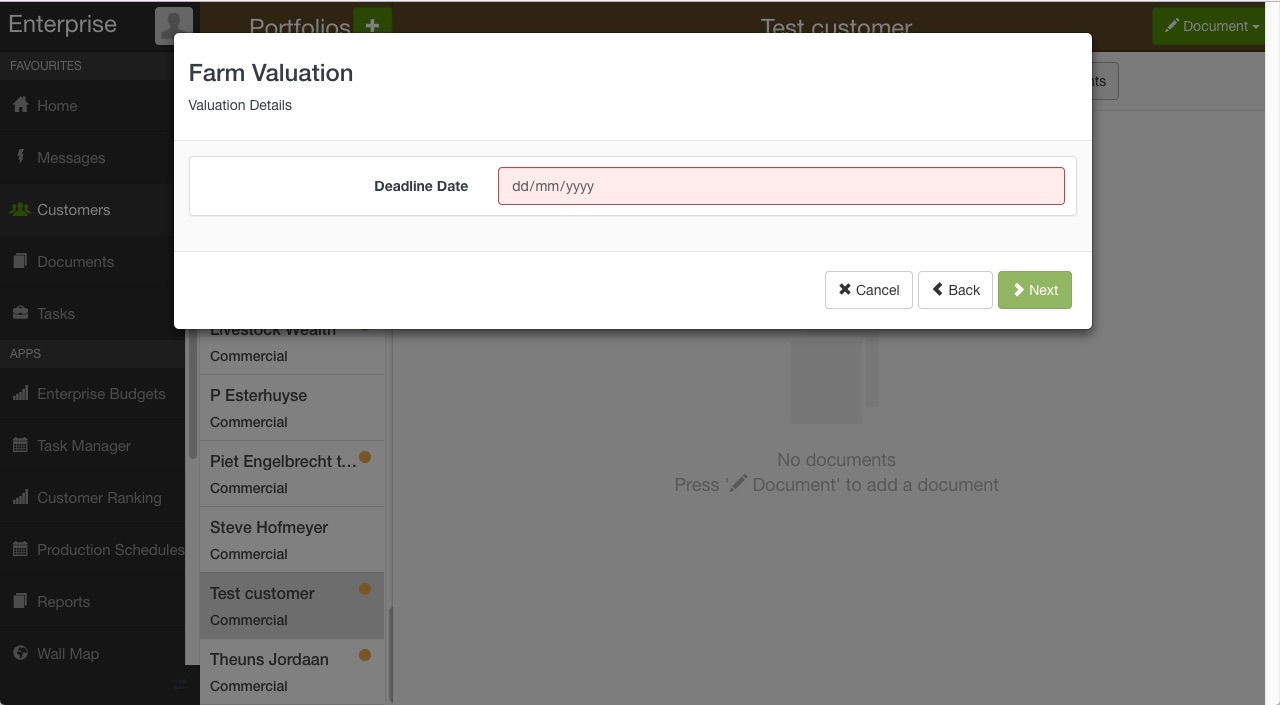 Enterprise
Portfolios
Test customer
Document
FAVOURITES
Home
Messages
Customers
Documents
Tasks
APPS
Enterprise Budgets
Task Manager
Customer Ranking
Production Schedules
Reports
Wall Map
Farm Valuation
Valuation Details
Deadline Date
dd/mm/yyyy
Cancel
Back
Next
Livestock Wealth
Commercial
P Esterhuyse
Commercial
Piet Engelbrecht t...
Commercial
Steve Hofmeyer
Commercial
Test customer
Commercial
Theuns Jordaan
Commercial
No documents
Press ' Document' to add a document